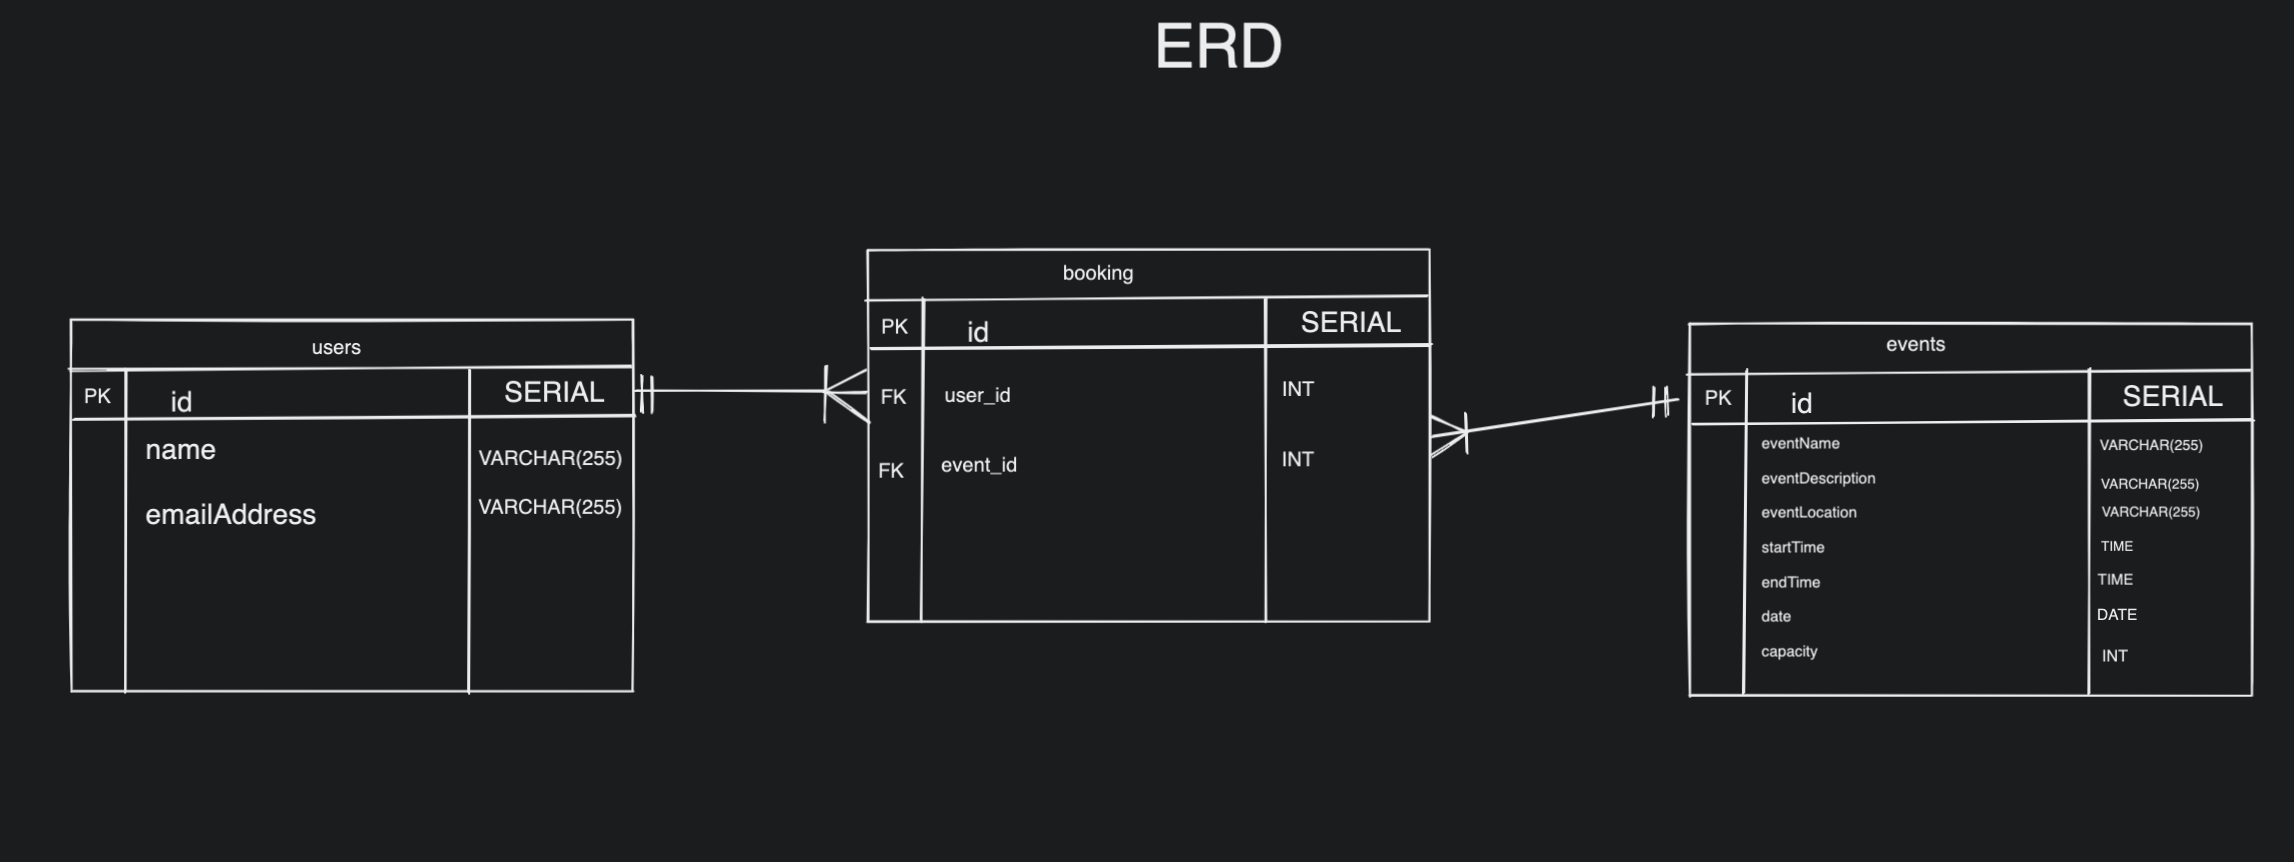 ERD
users
PK id SERIAL
name VARCHAR(255)
emailAddress VARCHAR(255)
booking
PK id SERIAL
FK user_id INT
FK event_id INT
events
PK id SERIAL
eventName VARCHAR(255)
eventDescription VARCHAR(255)
eventLocation VARCHAR(255)
startTime TIME
endTime TIME
date DATE
capacity INT